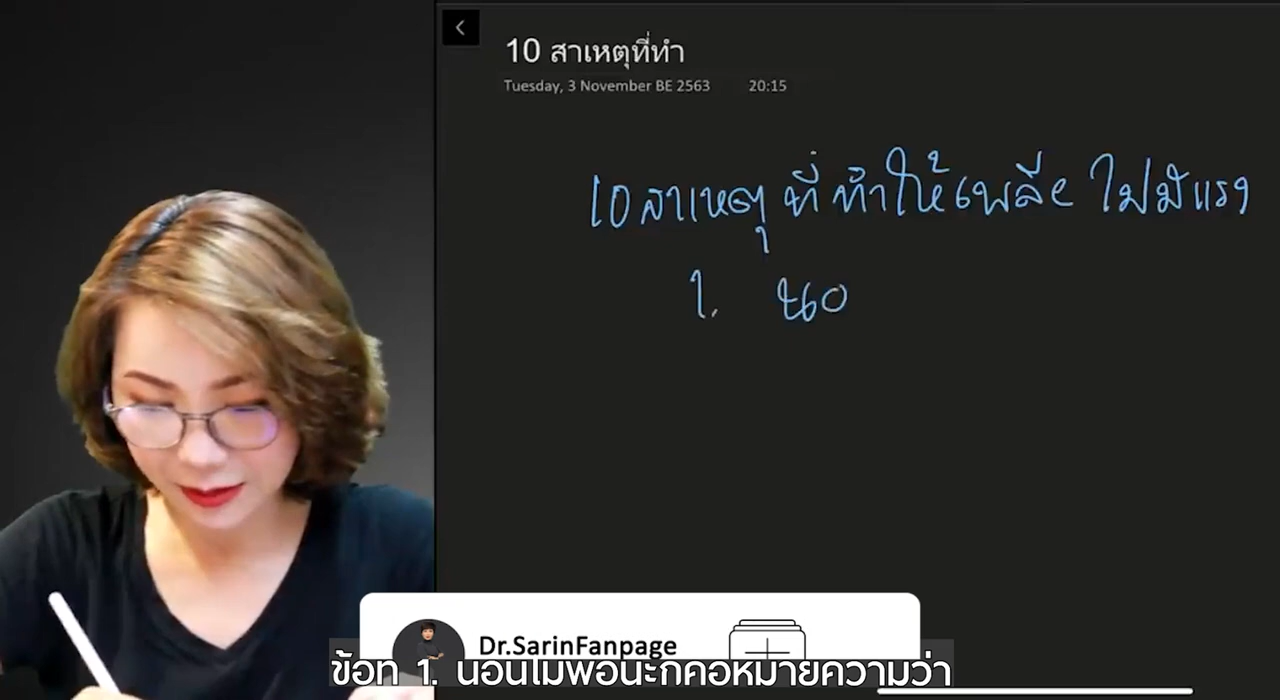 10 สาเหตุที่ทำ
Tuesday, 3 November BE 2563 20:15
10 สาเหตุ ที่ ทำให้เพลีย ไม่มีแรง
1. นอ
Dr.SarinFanpage
ข้อท 1. นอนไมพอนะกคอหมายความว่า